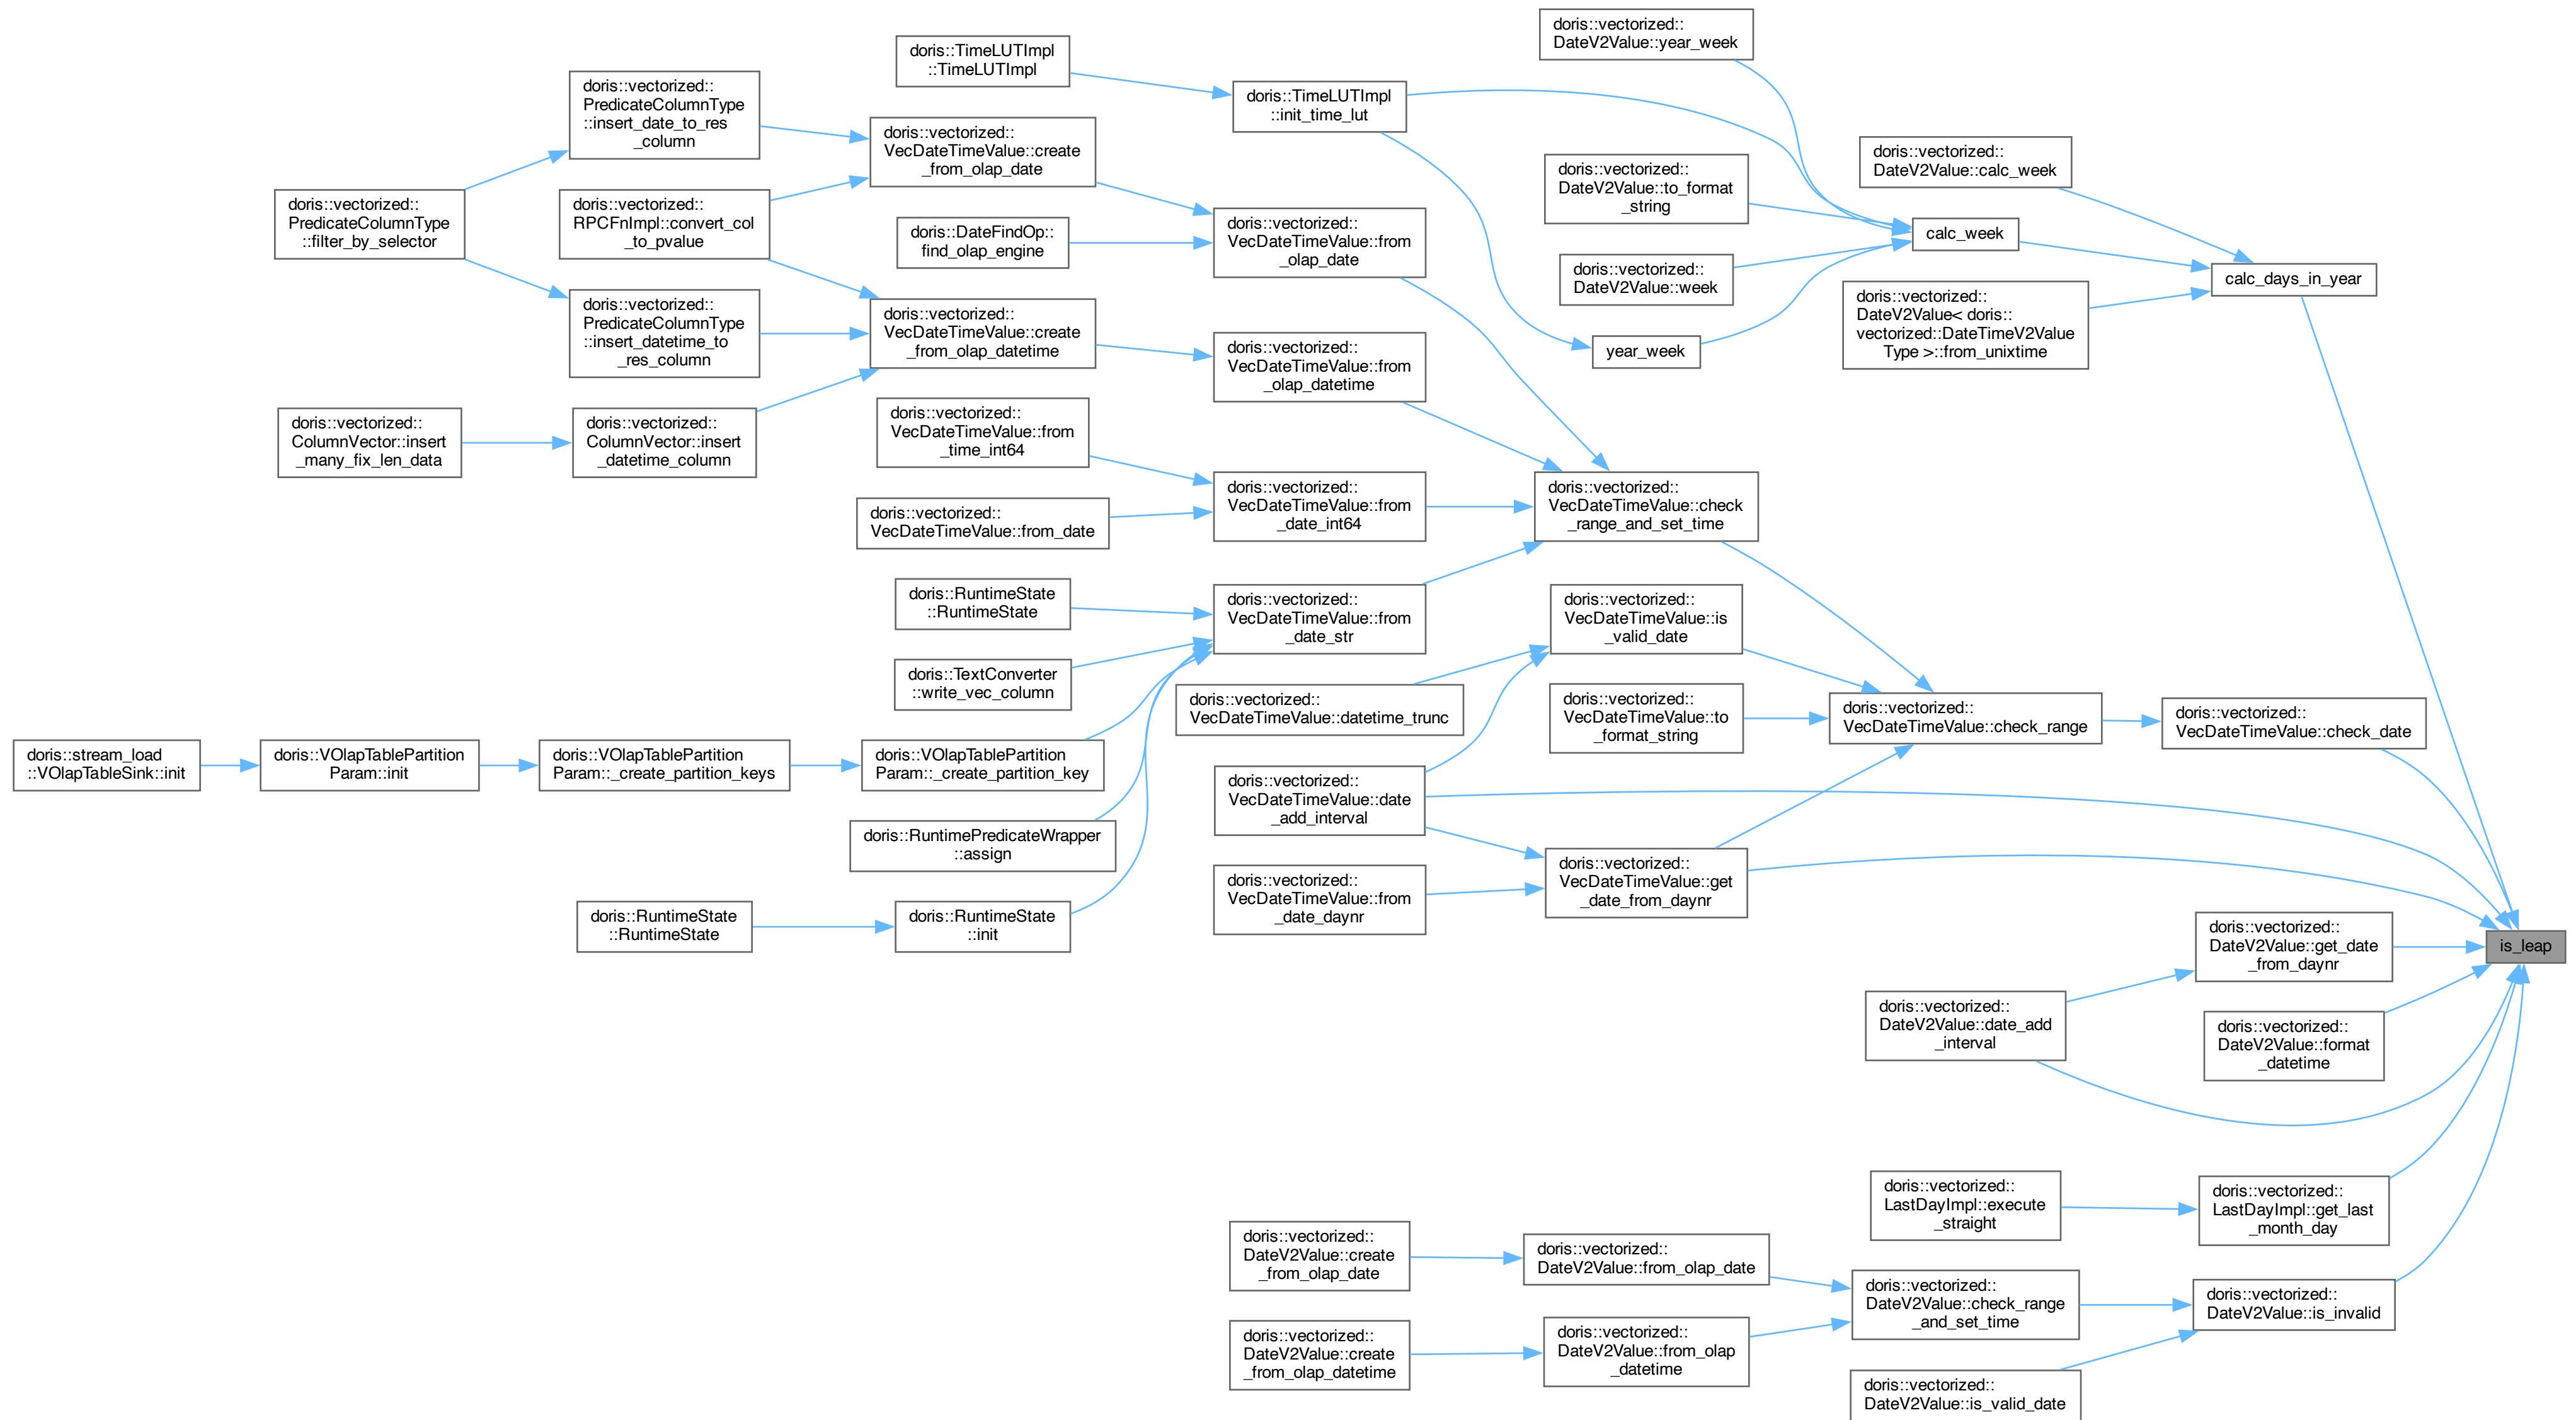 doris::vectorized::
DateV2Value::year_week
doris::TimeLUTImpl
::TimeLUTImpl
doris::vectorized::
PredicateColumnType
::insert_date_to_res
_column
doris::TimeLUTImpl
::init_time_lut
doris::vectorized::
VecDateTimeValue::create
_from_olap_date
doris::vectorized::
DateV2Value::calc_week
doris::vectorized::
DateV2Value::to_format
_string
doris::vectorized::
PredicateColumnType
::filter_by_selector
doris::vectorized::
RPCFnImpl::convert_col
_to_pvalue
doris::DateFindOp::
find_olap_engine
doris::vectorized::
VecDateTimeValue::from
_olap_date
calc_week
doris::vectorized::
DateV2Value::week
calc_days_in_year
doris::vectorized::
PredicateColumnType
::insert_datetime_to
_res_column
doris::vectorized::
VecDateTimeValue::create
_from_olap_datetime
doris::vectorized::
DateV2Value< doris::
vectorized::DateTimeV2Value
Type >::from_unixtime
doris::vectorized::
VecDateTimeValue::from
_olap_datetime
year_week
doris::vectorized::
ColumnVector::insert
_many_fix_len_data
doris::vectorized::
ColumnVector::insert
_datetime_column
doris::vectorized::
VecDateTimeValue::from
_time_int64
doris::vectorized::
VecDateTimeValue::from_date
doris::vectorized::
VecDateTimeValue::from
_date_int64
doris::vectorized::
VecDateTimeValue::check
_range_and_set_time
doris::RuntimeState
::RuntimeState
doris::vectorized::
VecDateTimeValue::from
_date_str
doris::vectorized::
VecDateTimeValue::is
_valid_date
doris::TextConverter
::write_vec_column
doris::vectorized::
VecDateTimeValue::datetime_trunc
doris::vectorized::
VecDateTimeValue::to
_format_string
doris::vectorized::
VecDateTimeValue::check_range
doris::vectorized::
VecDateTimeValue::check_date
doris::stream_load
::VOlapTableSink::init
doris::VOlapTablePartition
Param::init
doris::VOlapTablePartition
Param::_create_partition_keys
doris::VOlapTablePartition
Param::_create_partition_key
doris::vectorized::
VecDateTimeValue::date
_add_interval
doris::RuntimePredicateWrapper
::assign
doris::vectorized::
VecDateTimeValue::get
_date_from_daynr
doris::vectorized::
VecDateTimeValue::from
_date_daynr
doris::RuntimeState
::RuntimeState
doris::RuntimeState
::init
doris::vectorized::
DateV2Value::get_date
_from_daynr
is_leap
doris::vectorized::
DateV2Value::date_add
_interval
doris::vectorized::
DateV2Value::format
_datetime
doris::vectorized::
LastDayImpl::execute
_straight
doris::vectorized::
LastDayImpl::get_last
_month_day
doris::vectorized::
DateV2Value::create
_from_olap_date
doris::vectorized::
DateV2Value::from_olap_date
doris::vectorized::
DateV2Value::check_range
_and_set_time
doris::vectorized::
DateV2Value::is_invalid
doris::vectorized::
DateV2Value::create
_from_olap_datetime
doris::vectorized::
DateV2Value::from_olap
_datetime
doris::vectorized::
DateV2Value::is_valid_date